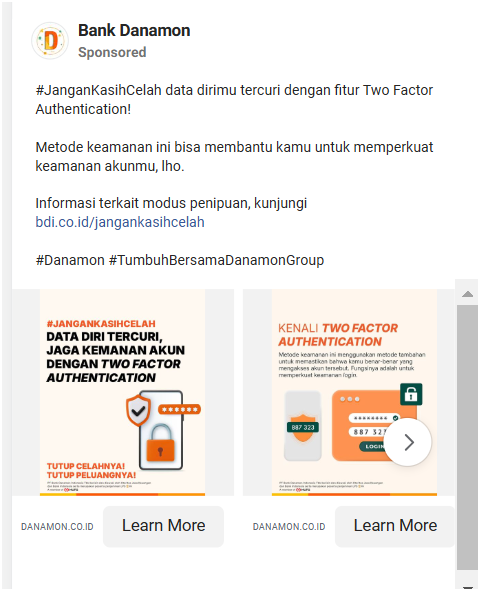 Bank Danamon
Sponsored
#JanganKasihCelah data dirimu tercuri dengan fitur Two Factor
Authentication!
Metode keamanan ini bisa membantu kamu untuk memperkuat
keamanan akunmu, lho.
Informasi terkait modus penipuan, kunjungi
bdi.co.id/jangankasihcelah
#Danamon #TumbuhBersamaDanamonGroup
#JANGANKASIHCELAH
DATA DIRI TERCURI,
JAGA KEMANAN AKUN
DENGAN TWO FACTOR
AUTHENTICATION
******
TUTUP CELAHNYA!
TUTUP PELUANGNYA!
DANAMON.CO.ID
Learn More
KENALI TWO FACTOR
AUTHENTICATION
Metode keamanan ini menggunakan metode tambahan
untuk memastikan bahwa kamu benar-benar yang
mengakses akun tersebut. Fungsinya adalah untuk
memperkuat keamanan login.
887 323
********
887 323
LOGIN
DANAMON.CO.ID
Learn More